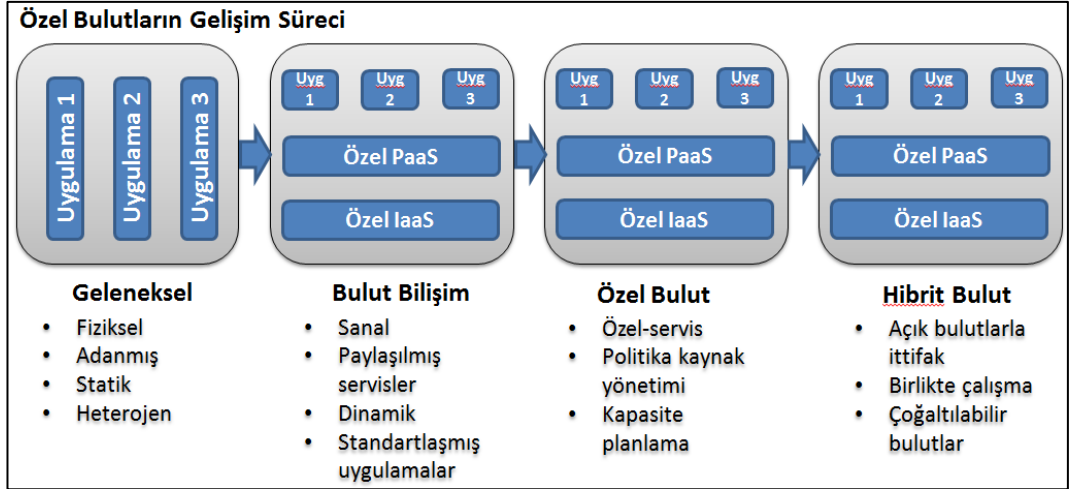 Özel Bulutların Gelişim Süreci
Uygulama 1
Uygulama 2
Uygulama 3
Uyg
1
Uyg
2
Uyg
3
Özel PaaS
Özel IaaS
Uyg
1
Uyg
2
Uyg
3
Özel PaaS
Özel IaaS
Uyg
1
Uyg
2
Uyg
3
Özel PaaS
Özel IaaS
Geleneksel
• Fiziksel
• Adanmış
• Statik
• Heterojen
Bulut Bilişim
• Sanal
• Paylaşılmış
servisler
• Dinamik
• Standartlaşmış
uygulamalar
Özel Bulut
• Özel-servis
• Politika kaynak
yönetimi
• Kapasite
planlama
Hibrit Bulut
• Açık bulutlarla
ittifak
• Birlikte çalışma
• Çoğaltılabilir
bulutlar